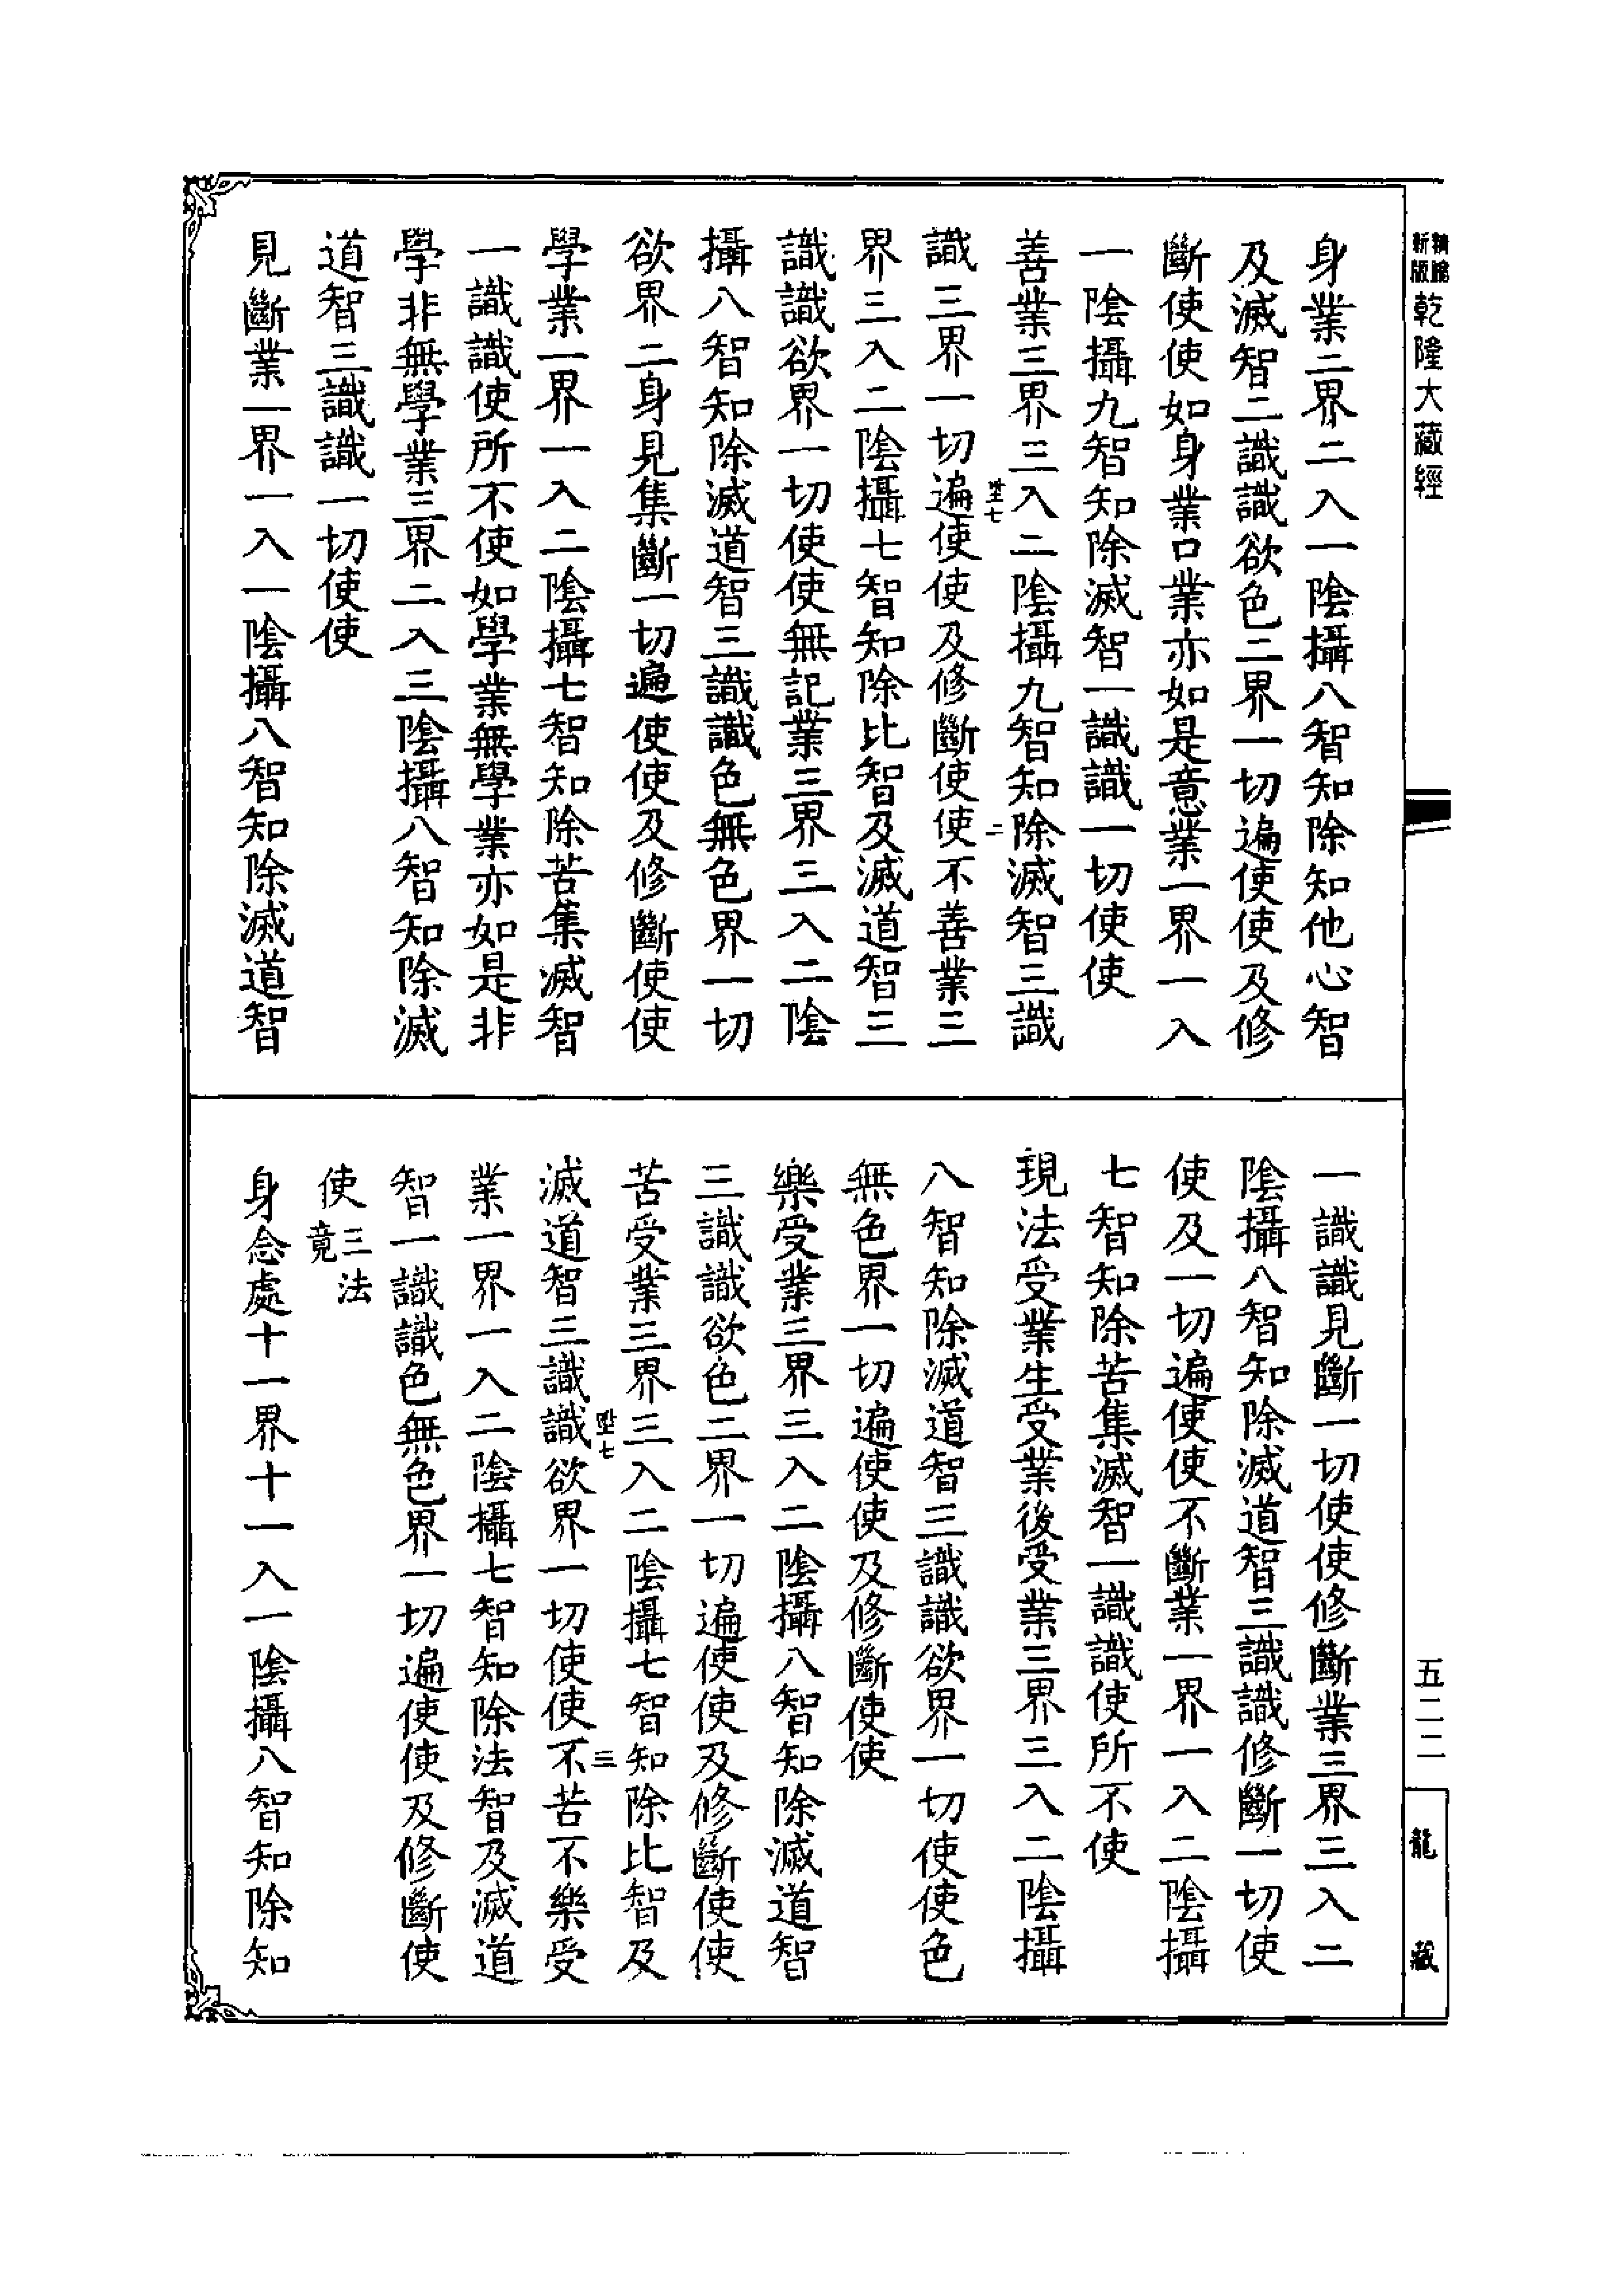 新版 精縮 乾隆大藏經
五二二
龍藏
身業二界二入一陰攝八智知除知他心智
及滅智二識識欲色二界一切遍使使及修
斷使使如身業口業亦如是意業一界一入
一陰攝九智知除滅智一識識一切使使
善業三界三入二陰攝九智知除滅智三識
識三界一切遍使使及修斷使使不善業三
界三入二陰攝七智知除比智及滅道智三
識識欲界一切使使無記業三界三入二陰
攝八智知除滅道智三識識色無色界一切
欲界二身見集斷一切遍使使及修斷使使
學業一界一入二陰攝七智知除苦集滅智
一識識使所不使如學業無學業亦如是非
學非無學業三界二入三陰攝八智知除滅
道智三識識一切使使
見斷業一界一入一陰攝八智知除滅道智
一識識見斷一切使使修斷業三界三入二
陰攝八智知除滅道智三識識修斷一切使
使及一切遍使使不斷業一界一入二陰攝
七智知除苦集滅智一識識使所不使
現法受業生受業後受業三界三入二陰攝
八智知除滅道智三識識欲界一切使使色
無色界一切遍使使及修斷使使
樂受業三界三入二陰攝八智知除滅道智
三識識欲色二界一切遍使使及修斷使使
苦受業三界三入二陰攝七智知除比智及
滅道智三識識欲界一切使使不苦不樂受
業一界一入二陰攝七智知除法智及滅道
智一識識色無色界一切遍使使及修斷使
使 三法竟
身念處十一界十一入一陰攝八智知除知